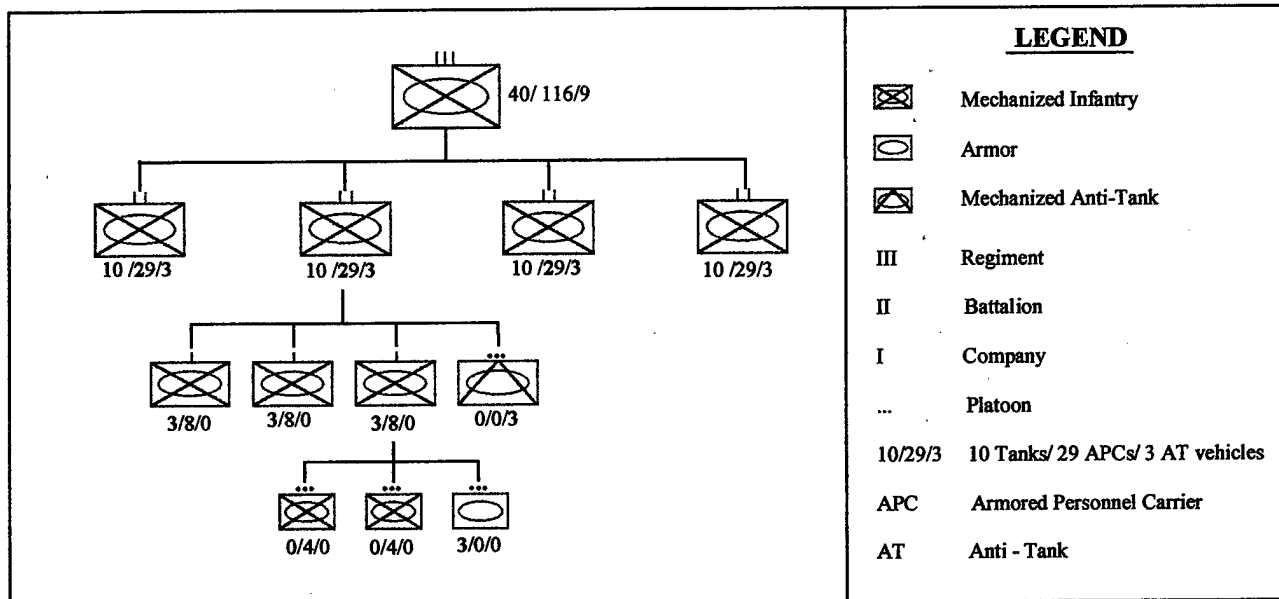 III
40/ 116/9
II II II II
10 /29/3 10 /29/3 10 /29/3 10 /29/3
I I I ...
3/8/0 3/8/0 3/8/0 0/0/3
... ... ...
0/4/0 0/4/0 3/0/0
LEGEND
Mechanized Infantry
Armor
Mechanized Anti-Tank
III Regiment
II Battalion
I Company
... Platoon
10/29/3 10 Tanks/ 29 APCs/ 3 AT vehicles
APC Armored Personnel Carrier
AT Anti - Tank